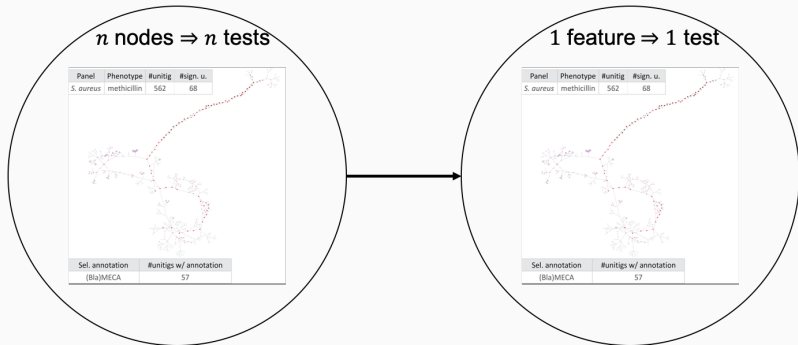 n nodes ⇒ n tests
Panel Phenotype #unitig #sign. u.
S. aureus methicillin 562 68
Sel. annotation #unitigs w/ annotation
(Bla)MECA 57
1 feature ⇒ 1 test
Panel Phenotype #unitig #sign. u.
S. aureus methicillin 562 68
Sel. annotation #unitigs w/ annotation
(Bla)MECA 57